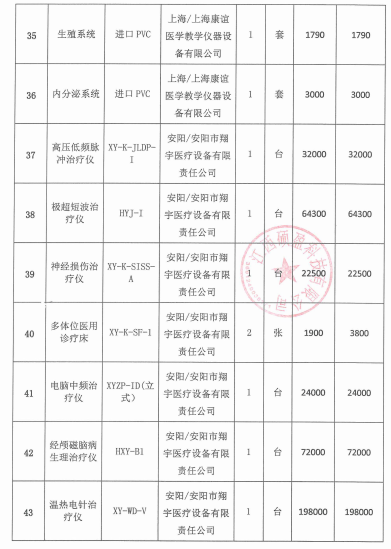 35 生殖系统 进口 PVC 上海/上海康谊医学教学仪器设备有限公司 1 套 1790 1790
36 内分泌系统 进口 PVC 上海/上海康谊医学教学仪器设备有限公司 1 套 3000 3000
37 高压低频脉冲治疗仪 XY-K-JLDP-I 安阳/安阳市翔宇医疗设备有限责任公司 1 台 32000 32000
38 极超短波治疗仪 HYJ-I 安阳/安阳市翔宇医疗设备有限责任公司 1 台 64300 64300
39 神经损伤治疗仪 XY-K-SISS-A 安阳/安阳市翔宇医疗设备有限责任公司 1 台 22500 22500
40 多体位医用诊疗床 XY-K-SF-1 安阳/安阳市翔宇医疗设备有限责任公司 2 张 1900 3800
41 电脑中频治疗仪 XYZP-ID(立式) 安阳/安阳市翔宇医疗设备有限责任公司 1 台 24000 24000
42 经颅磁脑病生理治疗仪 HXY-B1 安阳/安阳市翔宇医疗设备有限责任公司 1 台 72000 72000
43 温热电针治疗仪 XY-WD-V 安阳/安阳市翔宇医疗设备有限责任公司 1 台 198000 198000
江西硕盈科技有限公司